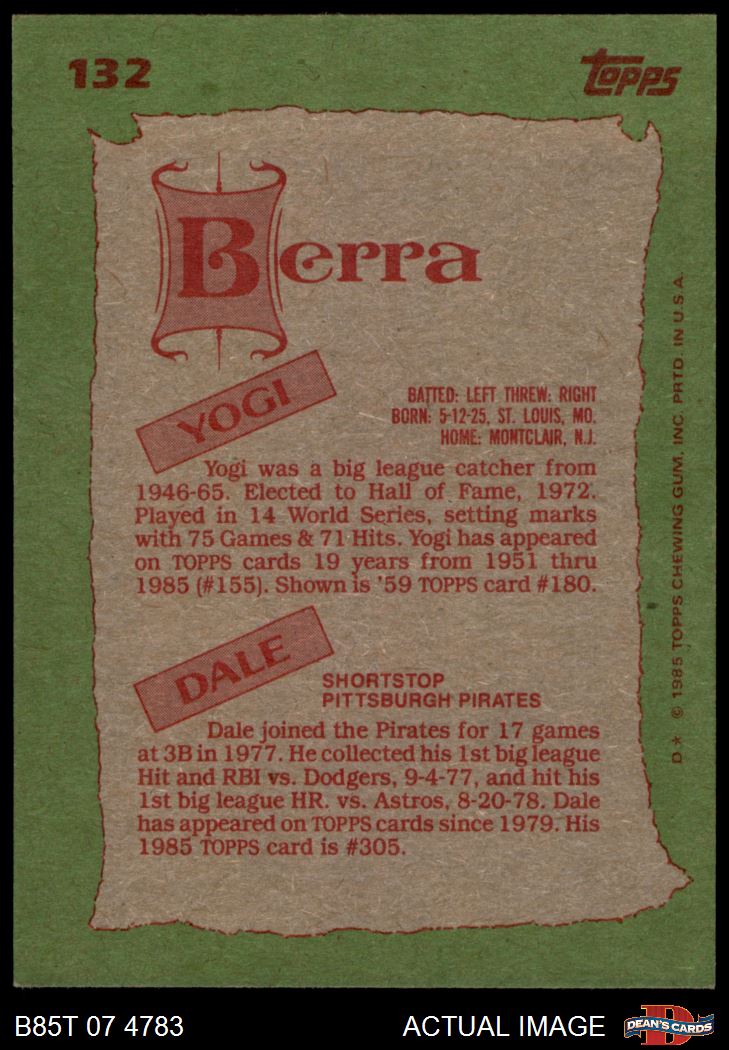 132
TOPPS
Berra
YOGI
BATTED: LEFT THREW: RIGHT
BORN: 5-12-25, ST. LOUIS, MO.
HOME: MONTCLAIR, N.J.
Yogi was a big league catcher from
1946-65. Elected to Hall of Fame, 1972.
Played in 14 World Series, setting marks
with 75 Games & 71 Hits. Yogi has appeared
on TOPPS cards 19 years from 1951 thru
1985 (#155). Shown is '59 TOPPS card #180.
DALE
SHORTSTOP
PITTSBURGH PIRATES
Dale joined the Pirates for 17 games
at 3B in 1977. He collected his 1st big league
Hit and RBI vs. Dodgers, 9-4-77, and hit his
1st big league HR. vs. Astros, 8-20-78. Dale
has appeared on TOPPS cards since 1979. His
1985 TOPPS card is #305.
D* © 1985 TOPPS CHEWING GUM, INC. PRTD. IN U.S.A.
B85T 07 4783
ACTUAL IMAGE
D
DEAN'S CARDS